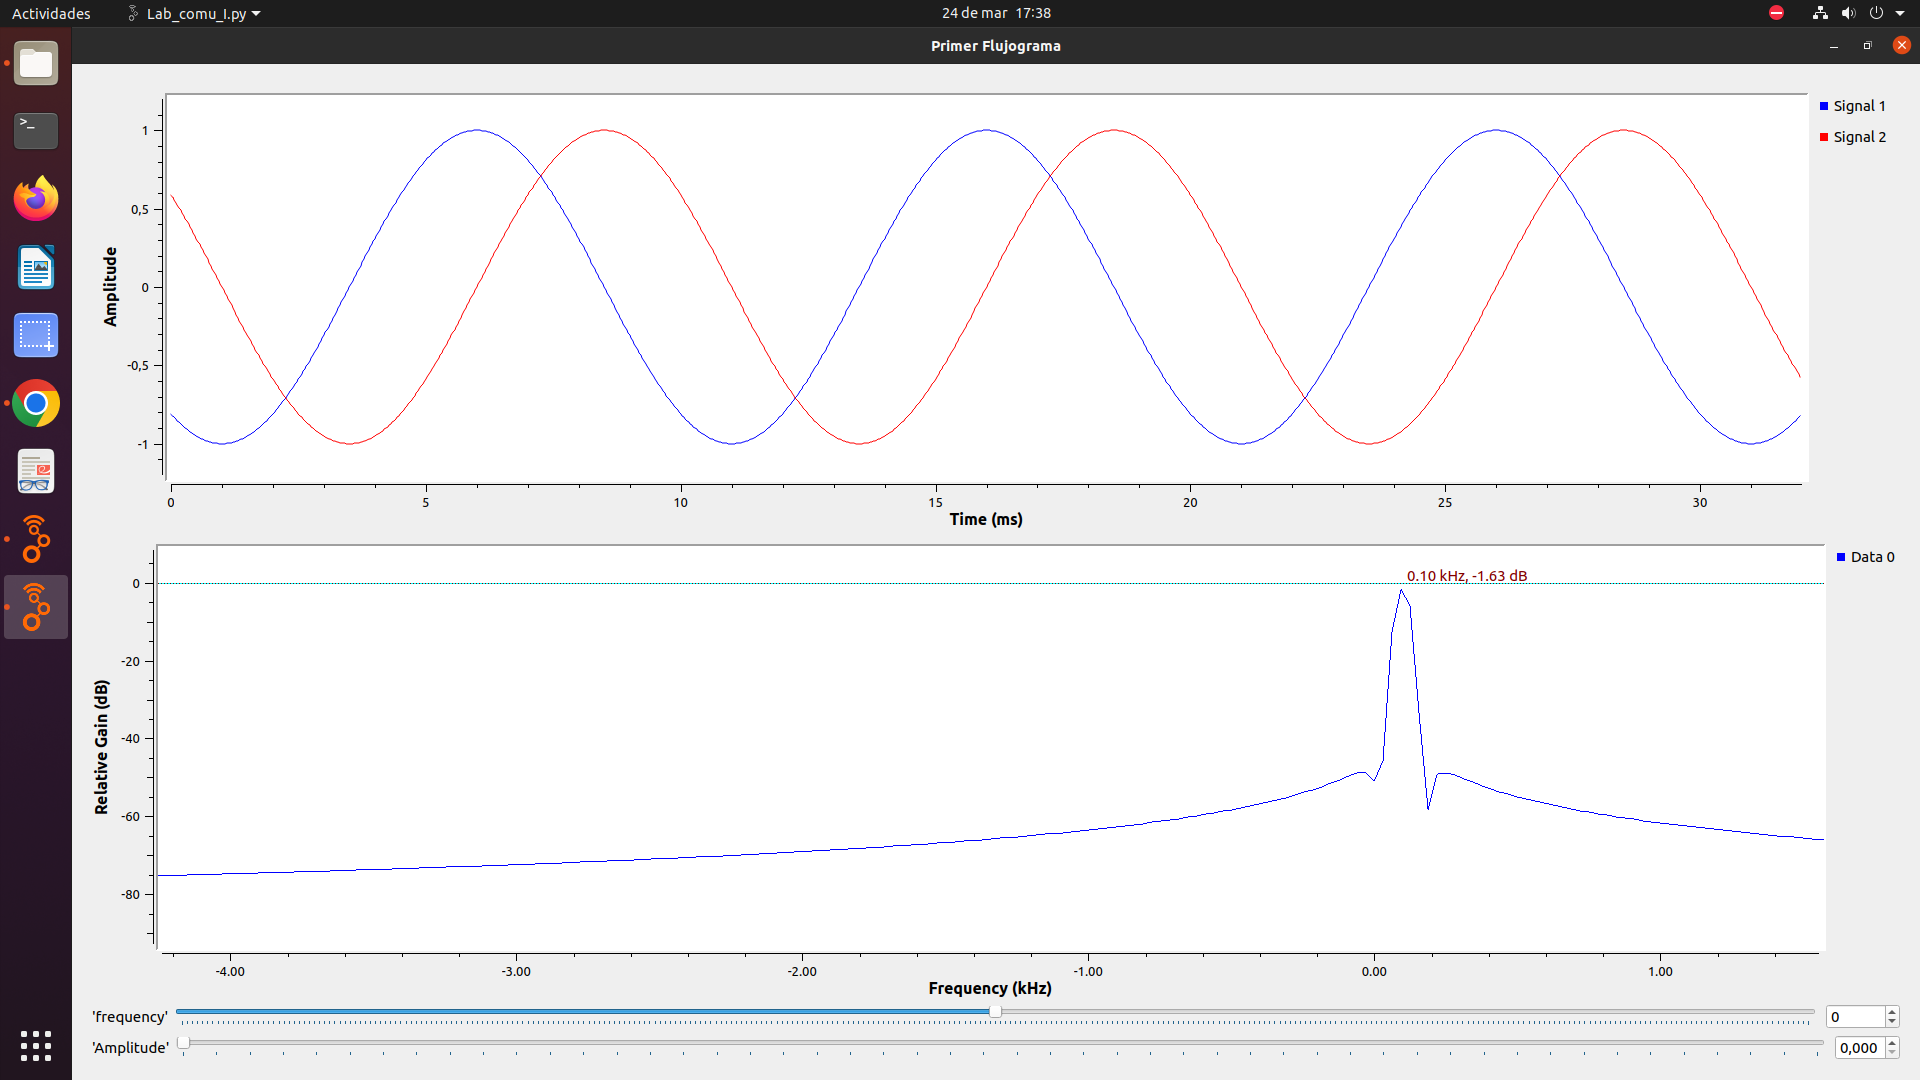 Actividades
Lab_comu_I.py
24 de mar 17:38
Primer Flujograma
Signal 1
Signal 2
Amplitude
1
0,5
0
-0,5
-1
0 5 10 15 20 25 30
Time (ms)
Data 0
0.10 kHz, -1.63 dB
Relative Gain (dB)
0
-20
-40
-60
-80
-4.00 -3.00 -2.00 -1.00 0.00 1.00
Frequency (kHz)
'frequency' 0
'Amplitude' 0,000